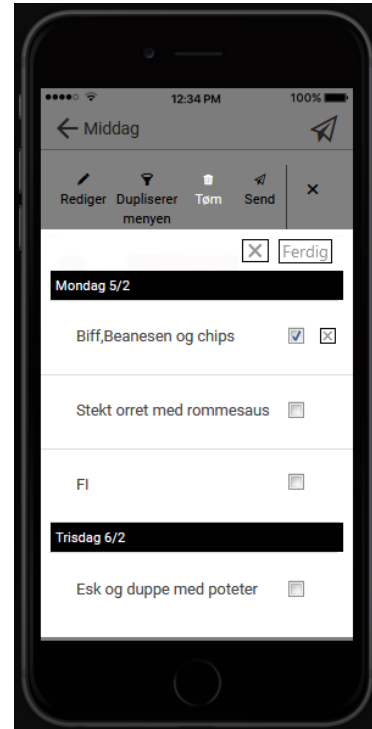 12:34 PM 100%
Middag
Rediger Dupliserer menyen Tøm Send
Ferdig
Mondag 5/2
Biff,Beanesen og chips
Stekt orret med rommesaus
FI
Trisdag 6/2
Esk og duppe med poteter